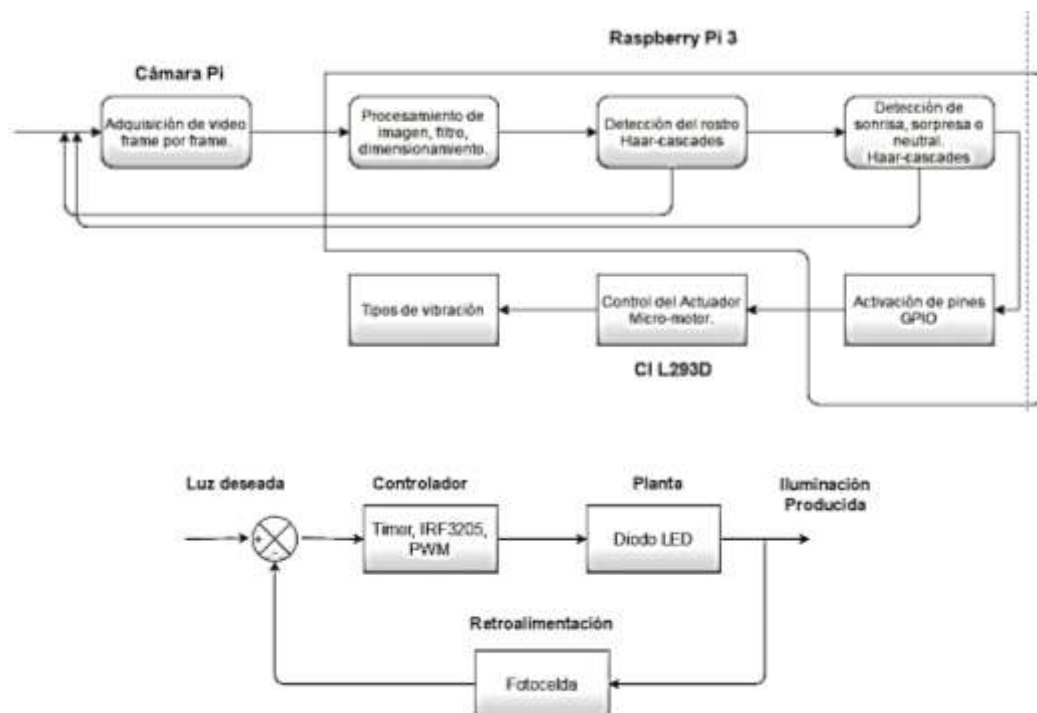 Raspberry Pi 3
Cámara Pi
Adquisición de video
frame por frame.
Procesamiento de
imagen, filtro,
dimensionamiento.
Detección del rostro
Haar-cascades
Detección de
sonrisa, sorpresa o
neutral.
Haar-cascades
Tipos de vibración
Control del Actuador
Micro-motor.
Activación de pines
GPIO
CI L293D
Luz deseada
Controlador
Planta
Iluminación
Producida
+
-
Timer, IRF3205,
PWM
Diodo LED
Retroalimentación
Fotocelda